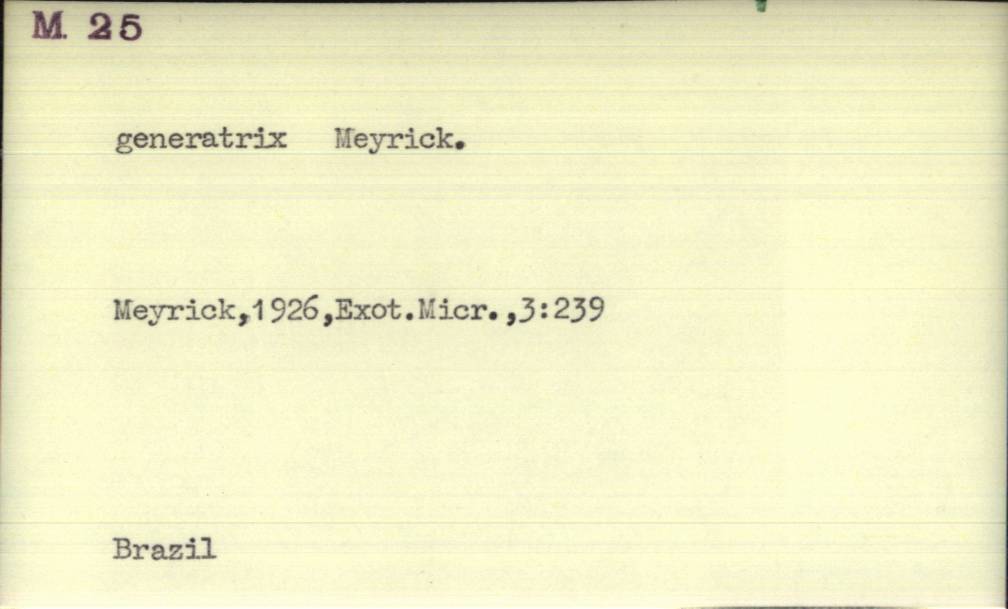 M. 25
generatrix Meyrick.
Meyrick,1926,Exot.Micr.,3:239
Brazil